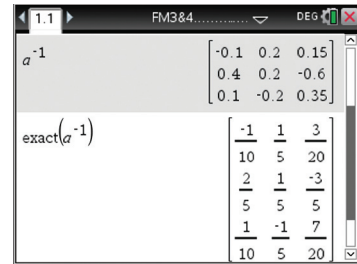 1.1 FM3&4............. DEG
a⁻¹ [-0.1 0.2 0.15
0.4 0.2 -0.6
0.1 -0.2 0.35]
exact(a⁻¹) [-1/10 1/5 3/20
2/5 1/5 -3/5
1/10 -1/5 7/20]